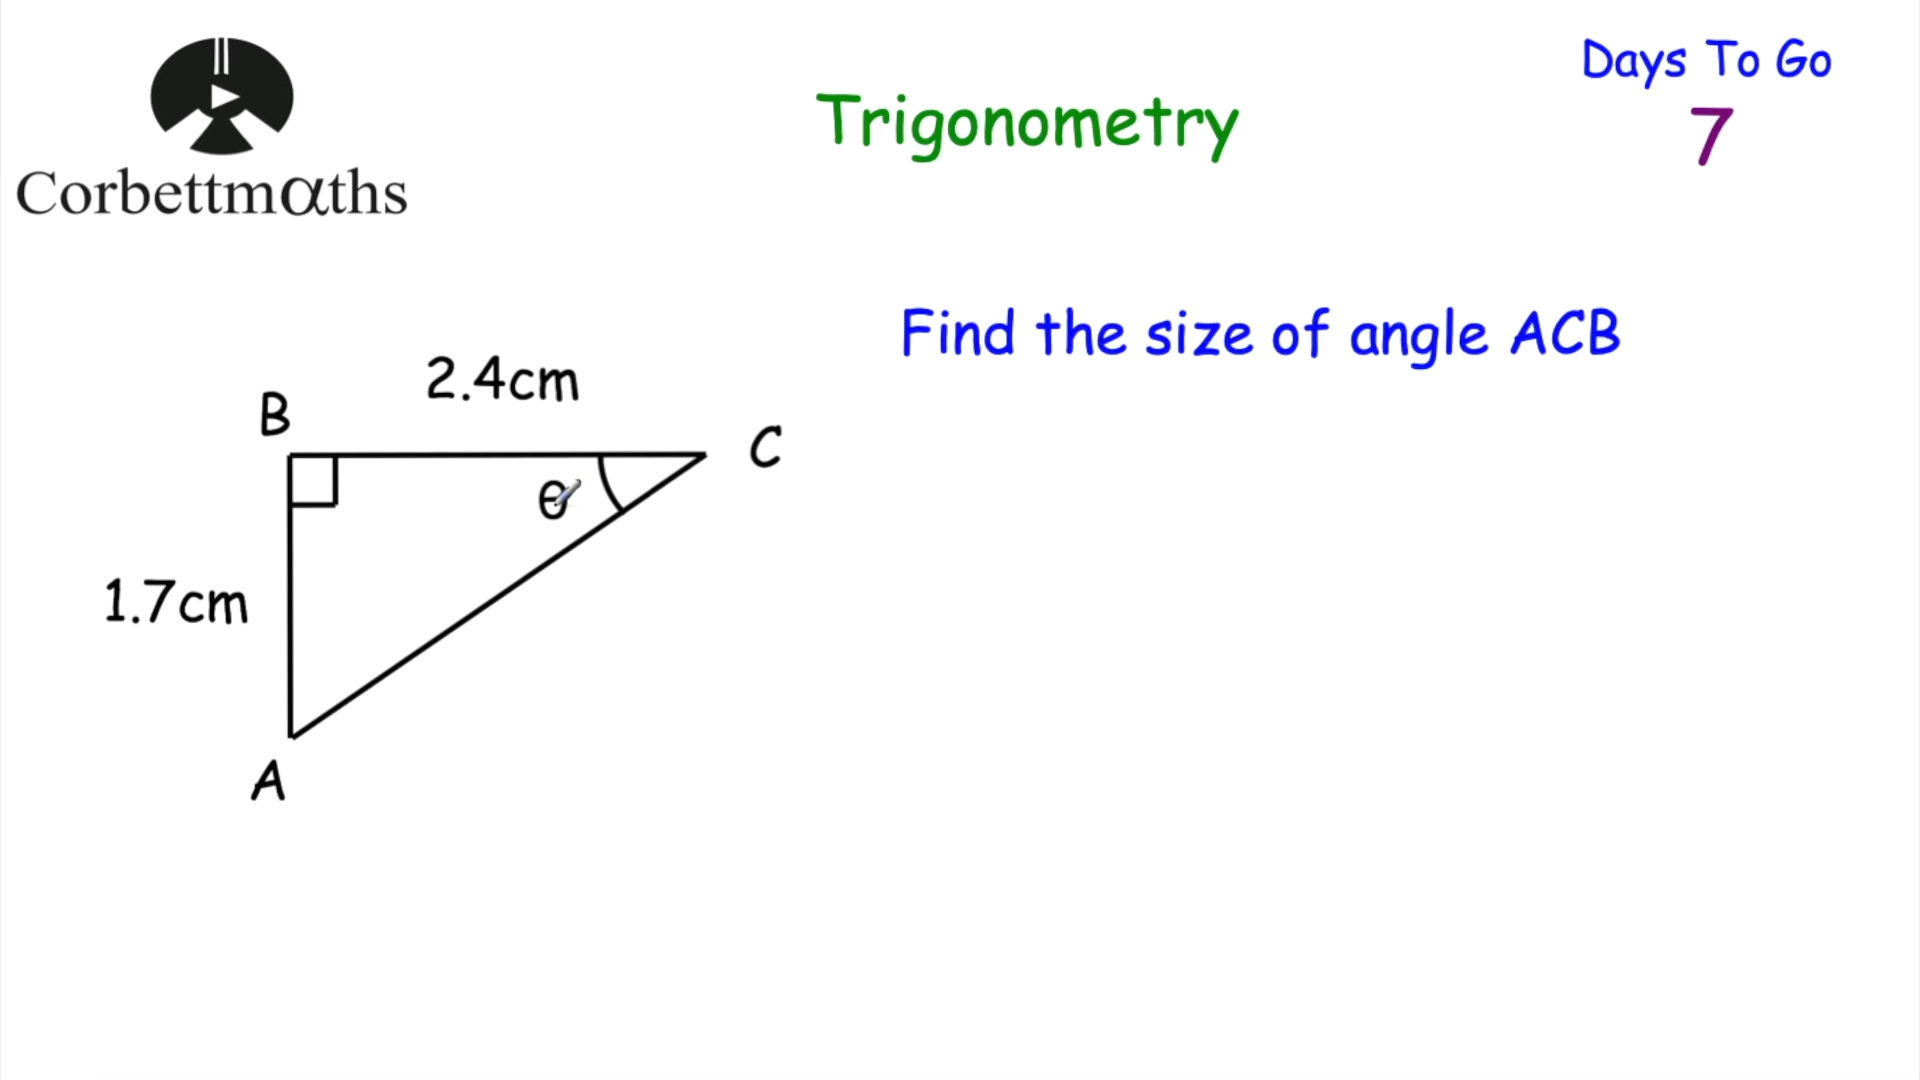 Corbettmαths
Trigonometry
Days To Go
7
Find the size of angle ACB
2.4cm
B
C
θ
1.7cm
A